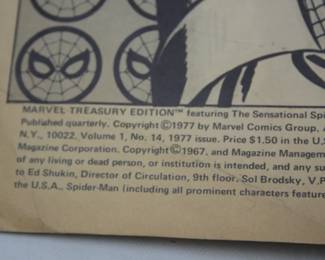 MARVEL TREASURY EDITION™ featuring The Sensational Spi
Published quarterly. Copyright ©1977 by Marvel Comics Group,
N.Y., 10022. Volume 1, No. 14, 1977 issue. Price $1.50 in the U.S
Magazine Corporation. Copyright ©1967, and Magazine Managem
of any living or dead person, or institution is intended, and any su
to Ed Shukin, Director of Circulation, 9th floor. Sol Brodsky, V.P.
the U.S.A., Spider-Man (including all prominent characters feature